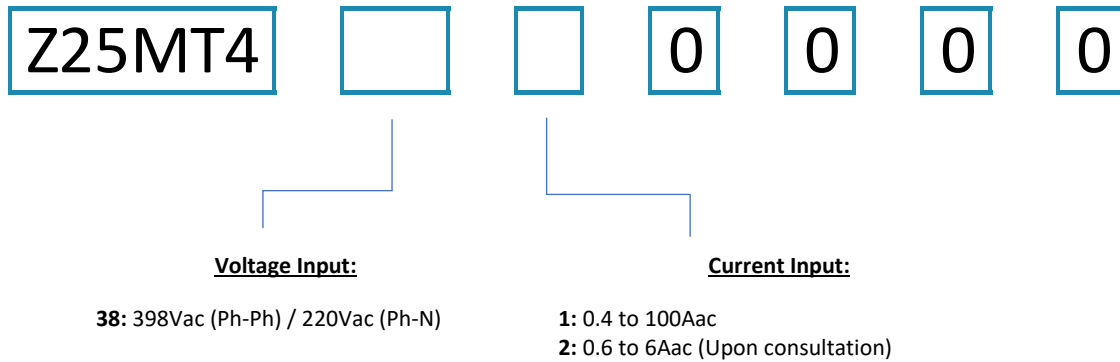 Z25MT4 0 0 0 0
Voltage Input: Current Input:
38: 398Vac (Ph-Ph) / 220Vac (Ph-N) 1: 0.4 to 100Aac
2: 0.6 to 6Aac (Upon consultation)